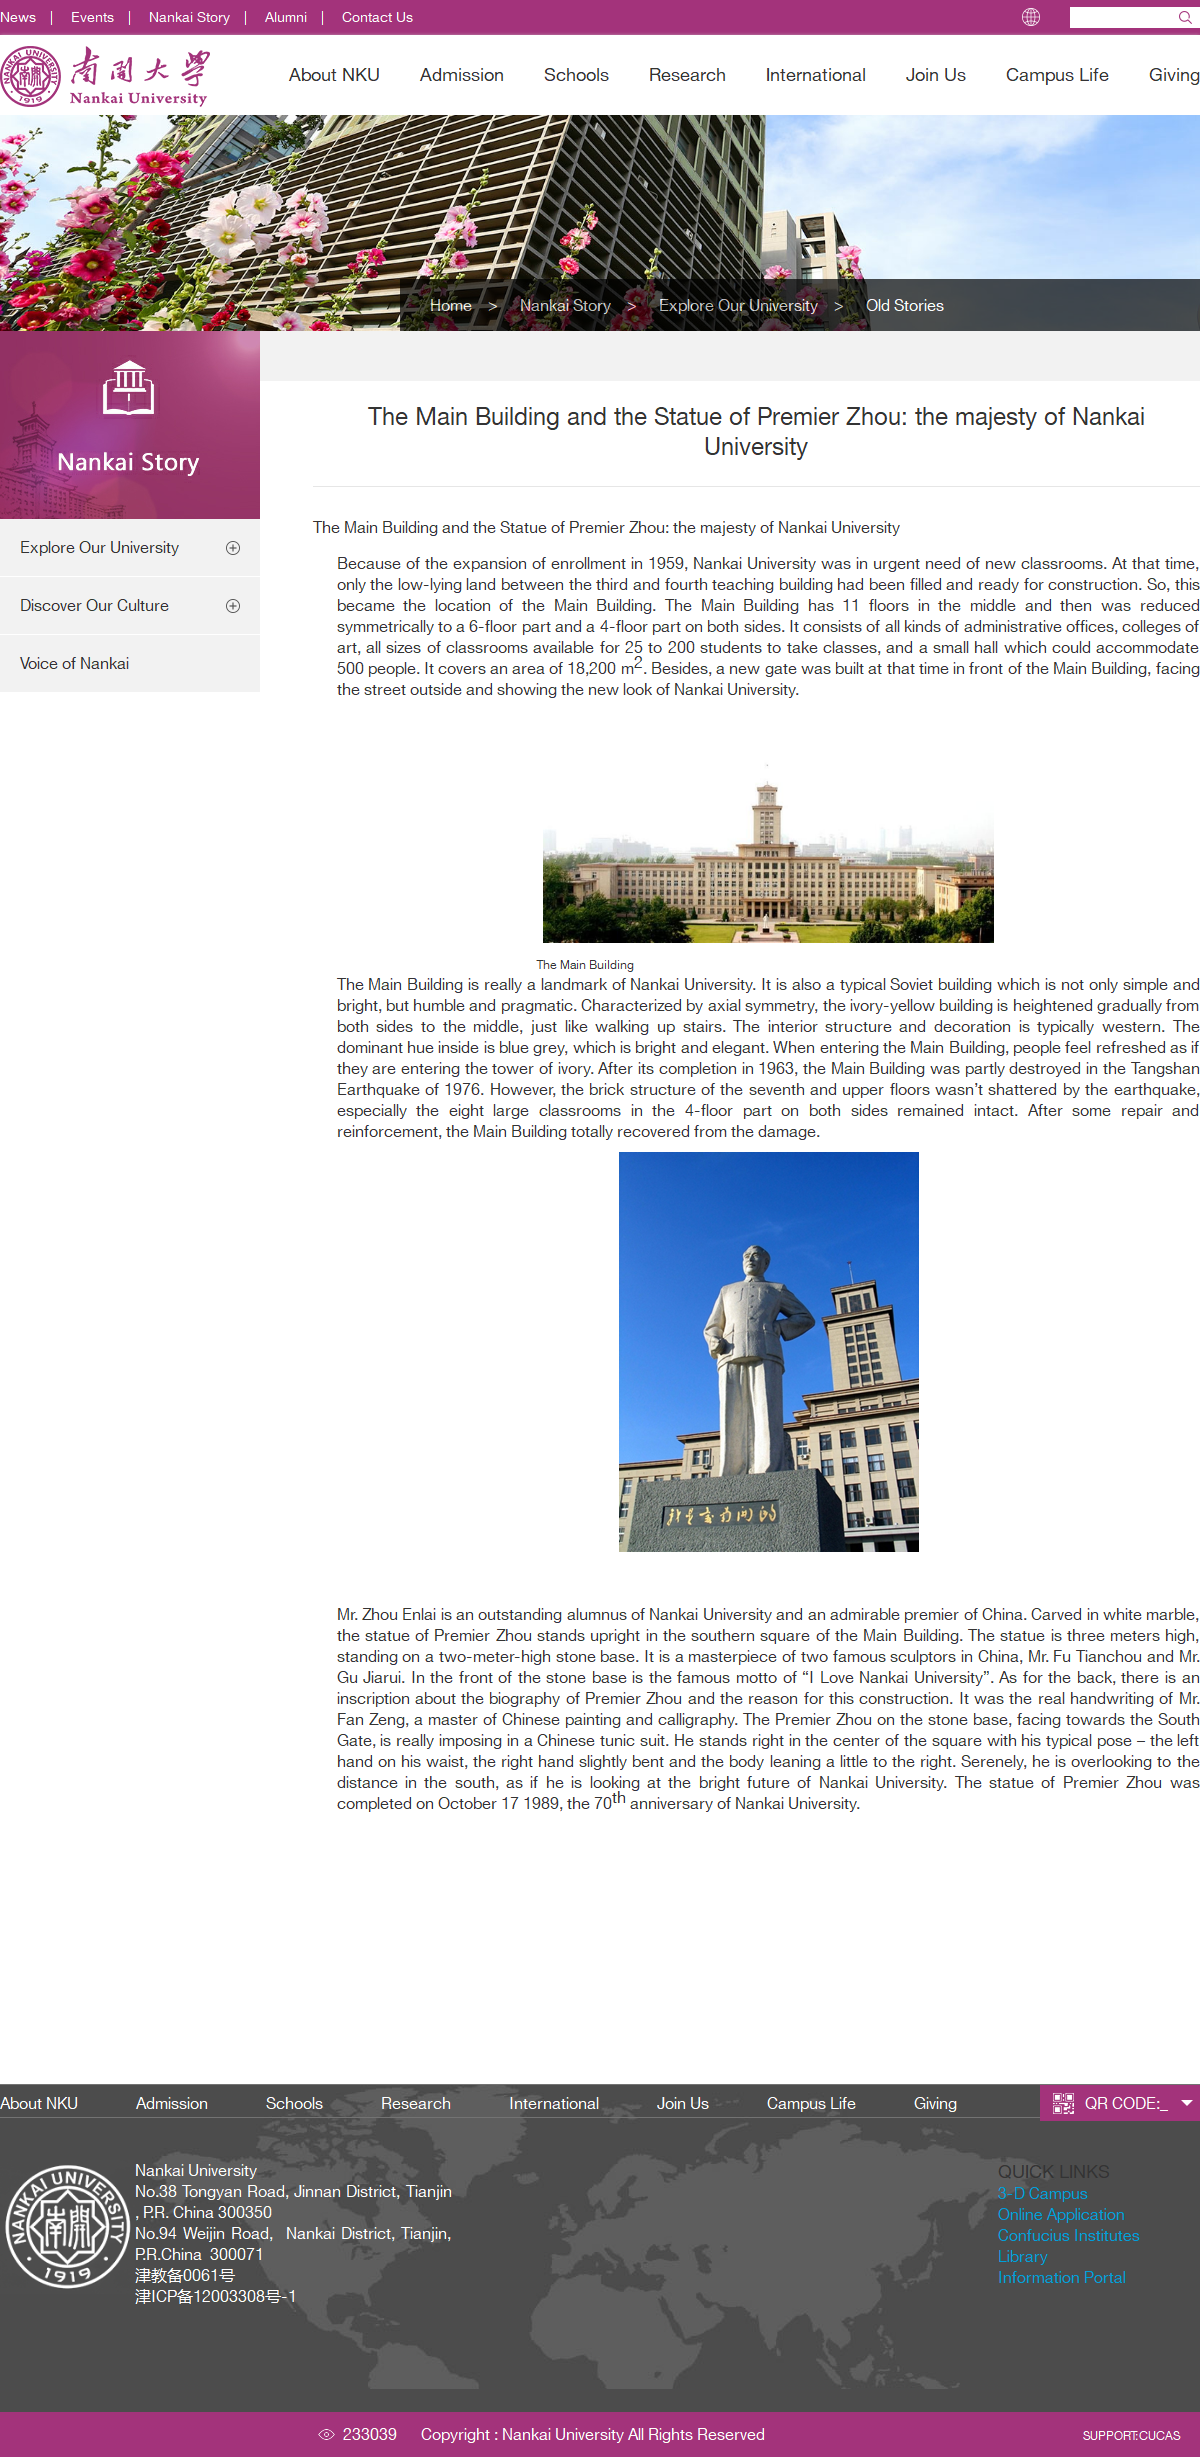 News | Events | Nankai Story | Alumni | Contact Us
NANKAI UNIVERSITY
1919
南開大學
Nankai University
About NKU Admission Schools Research International Join Us Campus Life Giving
Home > Nankai Story > Explore Our University > Old Stories
Nankai Story
Explore Our University
Discover Our Culture
Voice of Nankai
The Main Building and the Statue of Premier Zhou: the majesty of Nankai
University
The Main Building and the Statue of Premier Zhou: the majesty of Nankai University
Because of the expansion of enrollment in 1959, Nankai University was in urgent need of new classrooms. At that time,
only the low-lying land between the third and fourth teaching building had been filled and ready for construction. So, this
became the location of the Main Building. The Main Building has 11 floors in the middle and then was reduced
symmetrically to a 6-floor part and a 4-floor part on both sides. It consists of all kinds of administrative offices, colleges of
art, all sizes of classrooms available for 25 to 200 students to take classes, and a small hall which could accommodate
500 people. It covers an area of 18,200 m2. Besides, a new gate was built at that time in front of the Main Building, facing
the street outside and showing the new look of Nankai University.
The Main Building
The Main Building is really a landmark of Nankai University. It is also a typical Soviet building which is not only simple and
bright, but humble and pragmatic. Characterized by axial symmetry, the ivory-yellow building is heightened gradually from
both sides to the middle, just like walking up stairs. The interior structure and decoration is typically western. The
dominant hue inside is blue grey, which is bright and elegant. When entering the Main Building, people feel refreshed as if
they are entering the tower of ivory. After its completion in 1963, the Main Building was partly destroyed in the Tangshan
Earthquake of 1976. However, the brick structure of the seventh and upper floors wasn’t shattered by the earthquake,
especially the eight large classrooms in the 4-floor part on both sides remained intact. After some repair and
reinforcement, the Main Building totally recovered from the damage.
我是爱南开的
Mr. Zhou Enlai is an outstanding alumnus of Nankai University and an admirable premier of China. Carved in white marble,
the statue of Premier Zhou stands upright in the southern square of the Main Building. The statue is three meters high,
standing on a two-meter-high stone base. It is a masterpiece of two famous sculptors in China, Mr. Fu Tianchou and Mr.
Gu Jiarui. In the front of the stone base is the famous motto of “I Love Nankai University”. As for the back, there is an
inscription about the biography of Premier Zhou and the reason for this construction. It was the real handwriting of Mr.
Fan Zeng, a master of Chinese painting and calligraphy. The Premier Zhou on the stone base, facing towards the South
Gate, is really imposing in a Chinese tunic suit. He stands right in the center of the square with his typical pose – the left
hand on his waist, the right hand slightly bent and the body leaning a little to the right. Serenely, he is overlooking to the
distance in the south, as if he is looking at the bright future of Nankai University. The statue of Premier Zhou was
completed on October 17 1989, the 70th anniversary of Nankai University.
About NKU Admission Schools Research International Join Us Campus Life Giving QR CODE:_
NANKAI UNIVERSITY
南開
1919
Nankai University
No.38 Tongyan Road, Jinnan District, Tianjin
, P.R. China 300350
No.94 Weijin Road, Nankai District, Tianjin,
P.R.China 300071
津教备0061号
津ICP备12003308号-1
QUICK LINKS
3-D Campus
Online Application
Confucius Institutes
Library
Information Portal
233039 Copyright : Nankai University All Rights Reserved SUPPORT:CUCAS